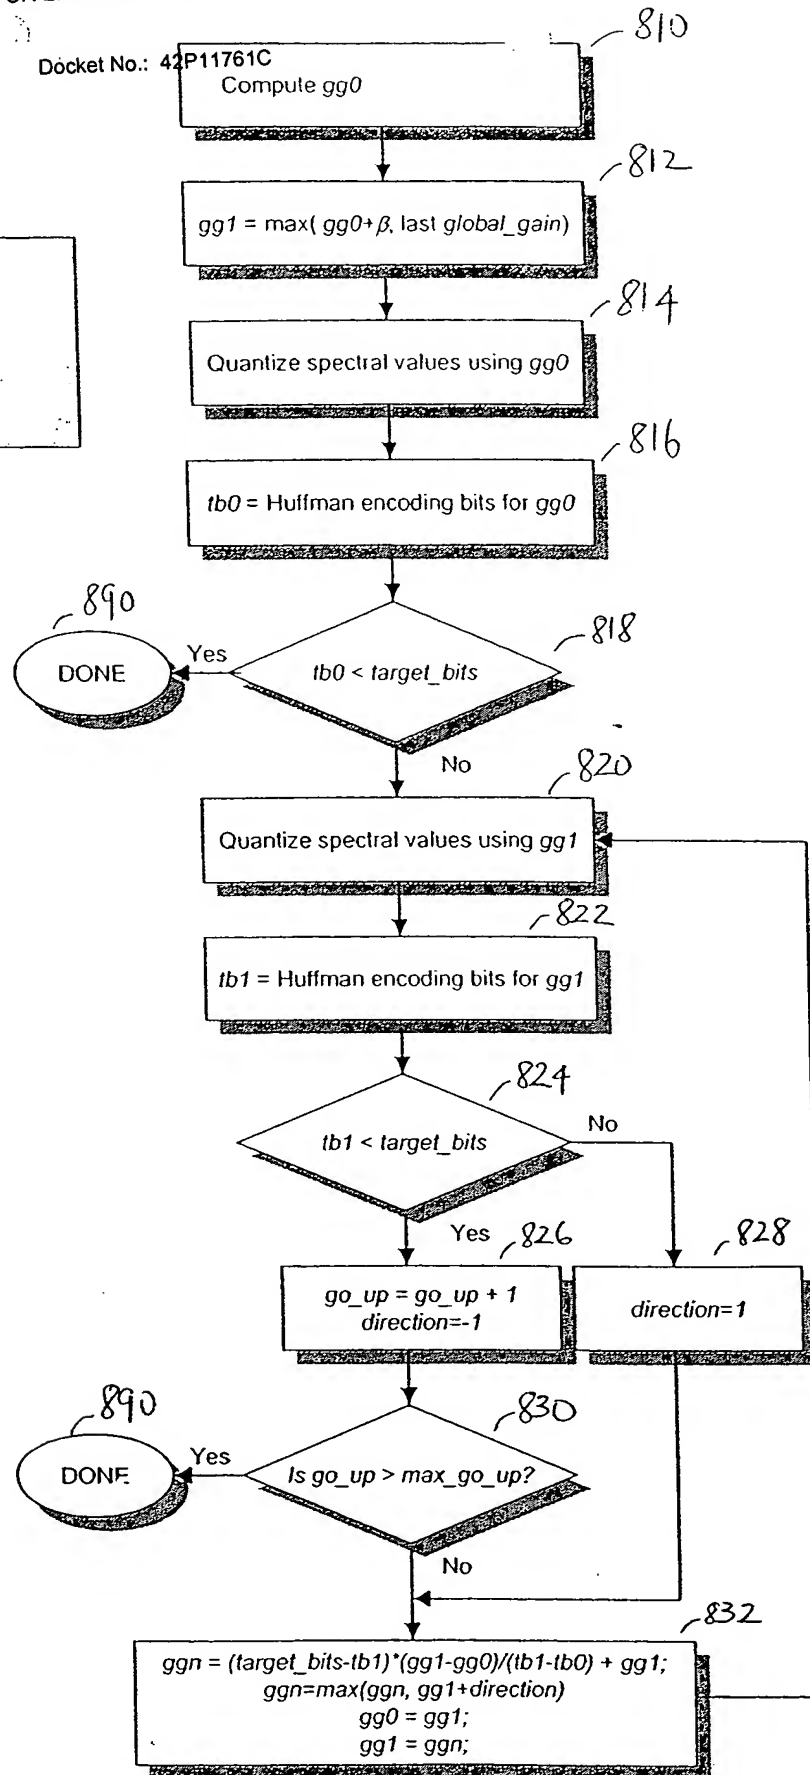 810
Docket No.: 42P11761C
Compute gg0
812
gg1 = max( gg0+β, last global_gain)
814
Quantize spectral values using gg0
816
tb0 = Huffman encoding bits for gg0
890
818
DONE
Yes
tb0 < target_bits
No
820
Quantize spectral values using gg1
822
tb1 = Huffman encoding bits for gg1
824
No
tb1 < target_bits
Yes
826
828
go_up = go_up + 1
direction=-1
direction=1
890
830
DONE
Yes
Is go_up > max_go_up?
No
832
ggn = (target_bits-tb1)*(gg1-gg0)/(tb1-tb0) + gg1;
ggn=max(ggn, gg1+direction)
gg0 = gg1;
gg1 = ggn;